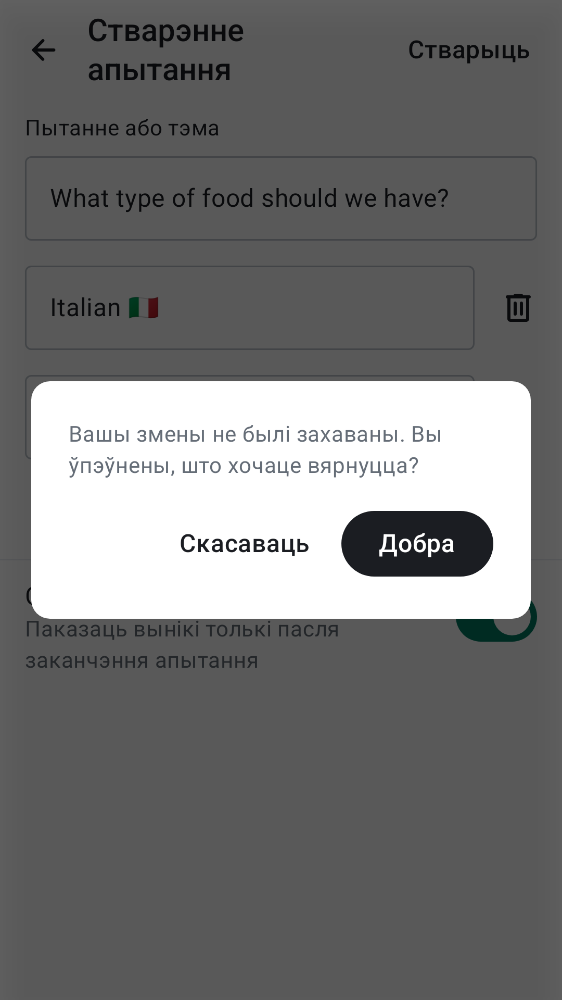 Стварэнне
апытання
Стварыць
Пытанне або тэма
What type of food should we have?
Italian 🇮🇹
Вашы змены не былі захаваны. Вы
ўпэўнены, што хочаце вярнуцца?
Скасаваць
Добра
Паказаць вынікі толькі пасля
заканчэння апытання